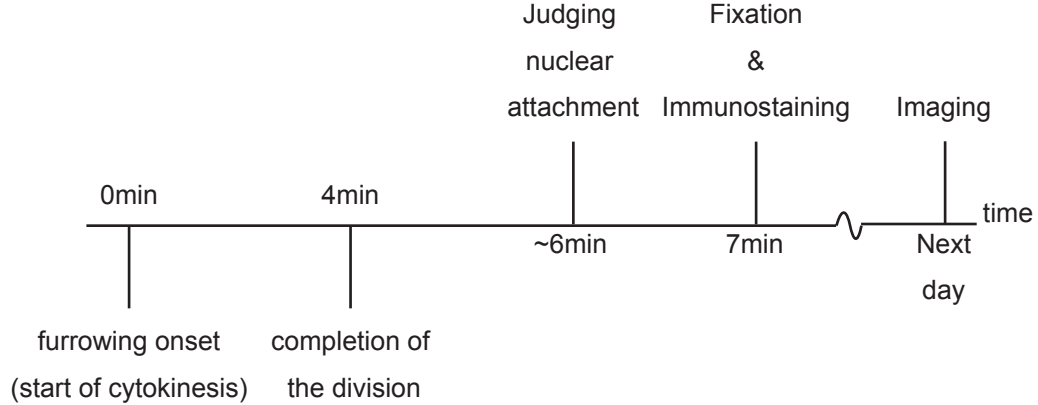 Judging
nuclear
attachment
Fixation
&
Immunostaining
Imaging
0min
4min
time
~6min
7min
Next
day
furrowing onset
(start of cytokinesis)
completion of
the division